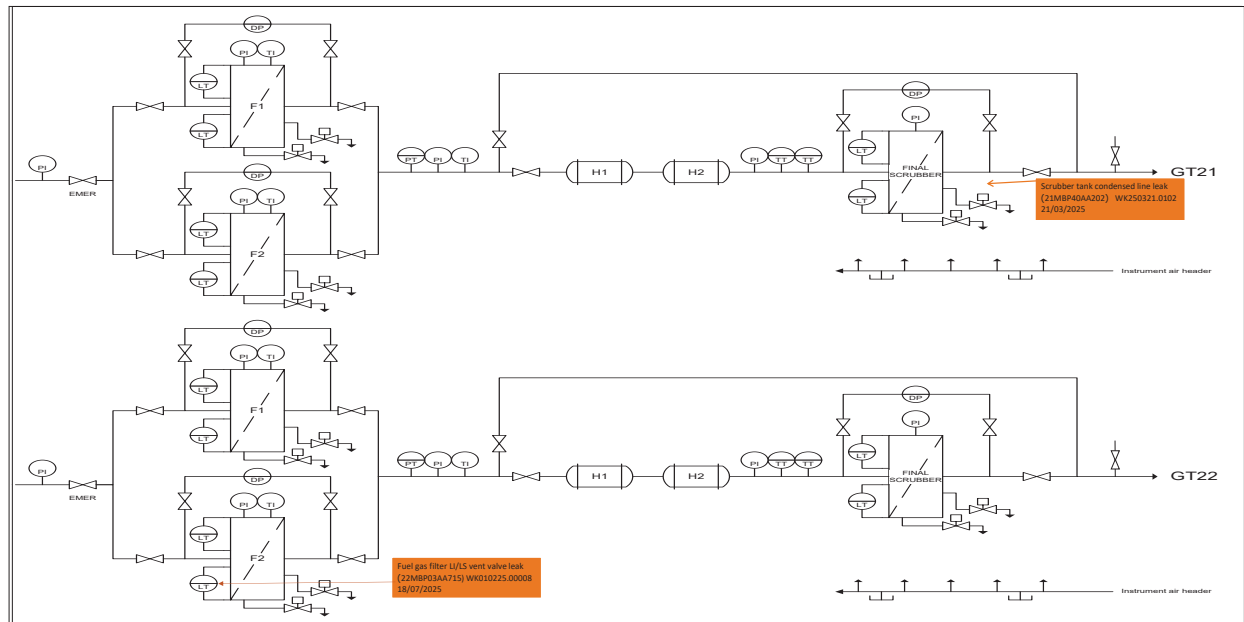 DP
PI TI
LT
F1
LT
PI
EMER
DP
PI TI
LT
F2
LT
PT PI TI
H1
H2
PI TT TT
DP
PI
LT
FINAL
SCRUBBER
LT
GT21
Scrubber tank condensed line leak
(21MBP40AA202) WK250321.0102
21/03/2025
Instrument air header
DP
PI TI
LT
F1
LT
PI
EMER
DP
PI TI
LT
F2
LT
PT PI TI
H1
H2
PI TT TT
DP
PI
LT
FINAL
SCRUBBER
LT
GT22
Fuel gas filter LI/LS vent valve leak
(22MBP03AA715) WK010225.00008
18/07/2025
Instrument air header